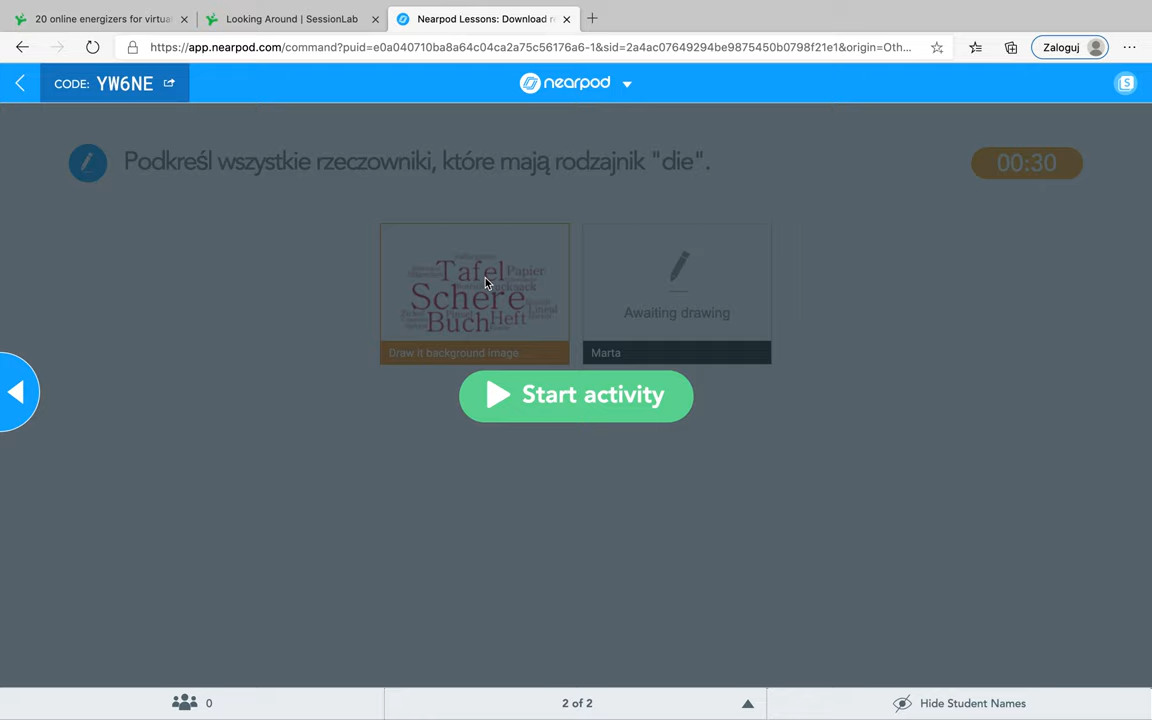 20 online energizers for virtua
Looking Around | SessionLab
Nearpod Lessons: Download r
https://app.nearpod.com/command?puid=e0a040710ba8a64c04ca2a75c56176a6-1&sid=2a4ac07649294be9875450b0798f21e1&origin=Oth...
Zaloguj
CODE: YW6NE
nearpod
S
Podkreśl wszystkie rzeczowniki, które mają rodzajnik "die".
00:30
Tafel Papier
Schere
Lineal
Buch Heft
Awaiting drawing
Draw it background image...
Marta
Start activity
0
2 of 2
Hide Student Names